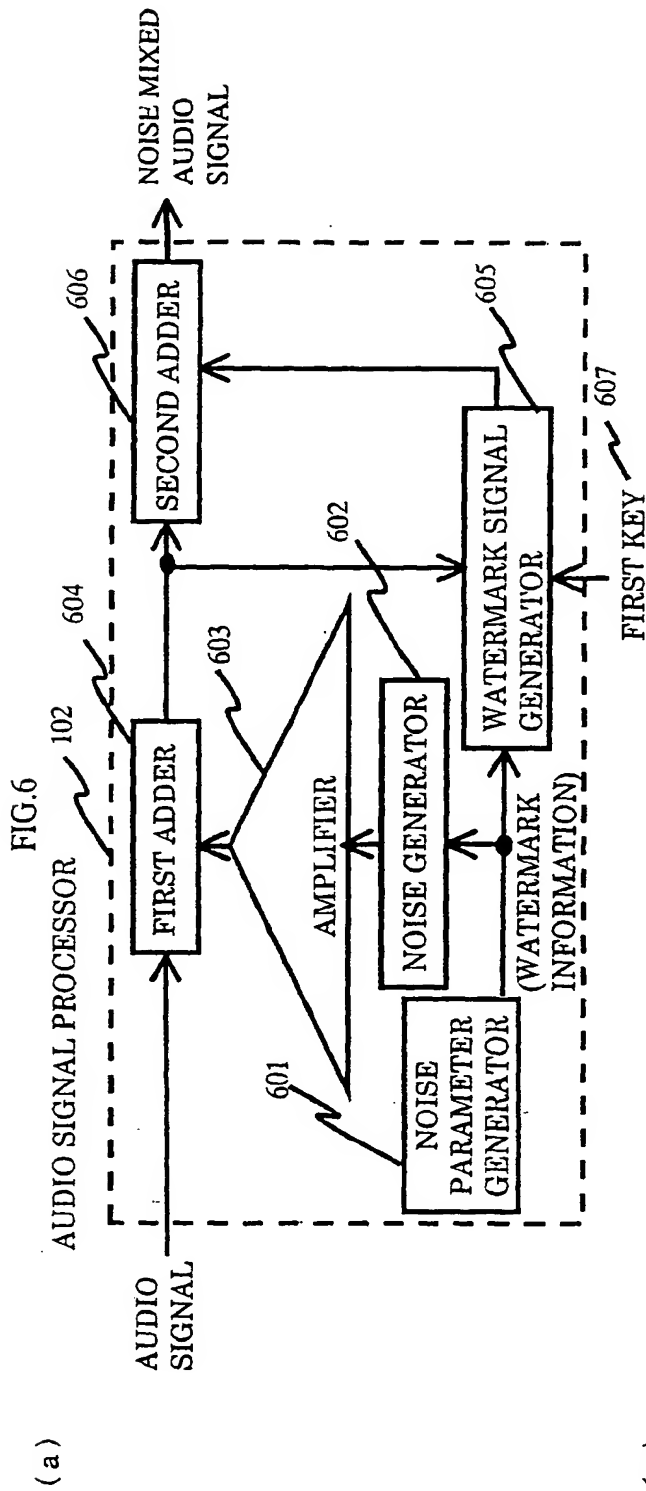 (a)
FIG.6
AUDIO SIGNAL PROCESSOR
102
AUDIO
SIGNAL
604
FIRST ADDER
606
SECOND ADDER
NOISE MIXED
AUDIO
SIGNAL
603
AMPLIFIER
602
NOISE GENERATOR
601
NOISE
PARAMETER
GENERATOR
(WATERMARK
INFORMATION)
605
WATERMARK SIGNAL
GENERATOR
607
FIRST KEY